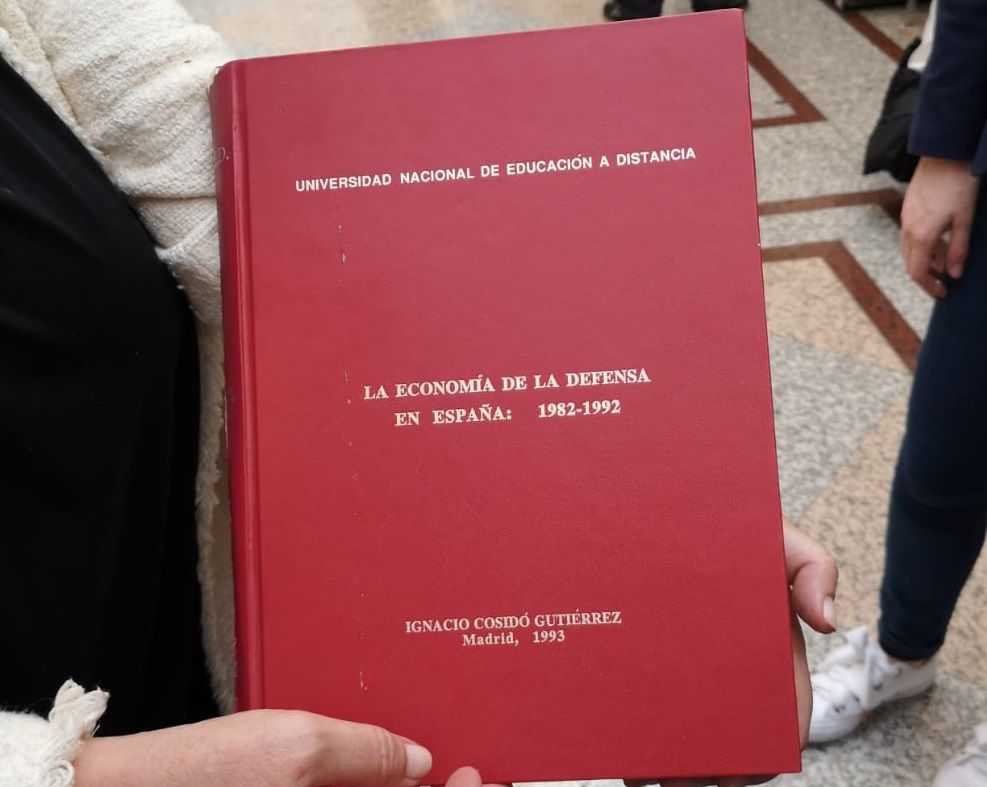 UNIVERSIDAD NACIONAL DE EDUCACIÓN A DISTANCIA
LA ECONOMÍA DE LA DEFENSA
EN ESPAÑA: 1982-1992
IGNACIO COSIDÓ GUTIÉRREZ
Madrid, 1993